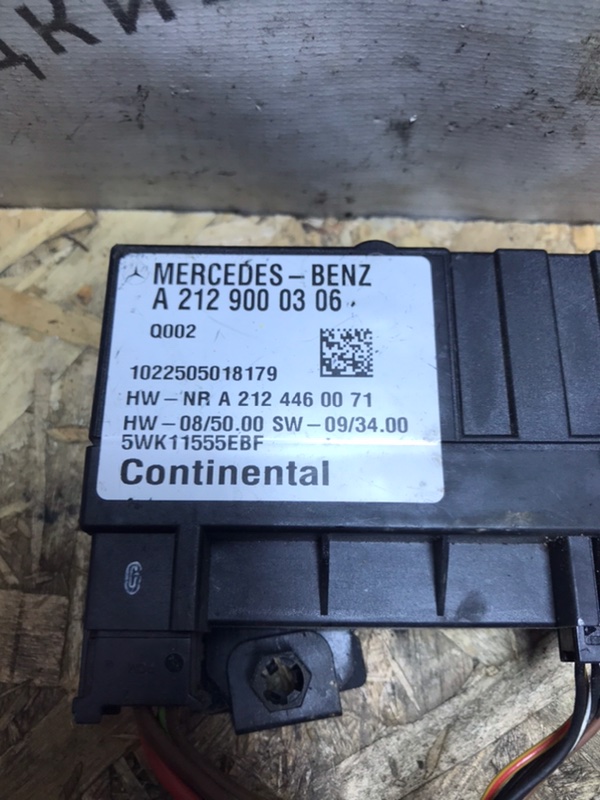 MERCEDES-BENZ
A 212 900 03 06
Q002
1022505018179
HW-NR A 212 446 00 71
HW-08/50.00 SW-09/34.00
5WK11555EBF
Continental